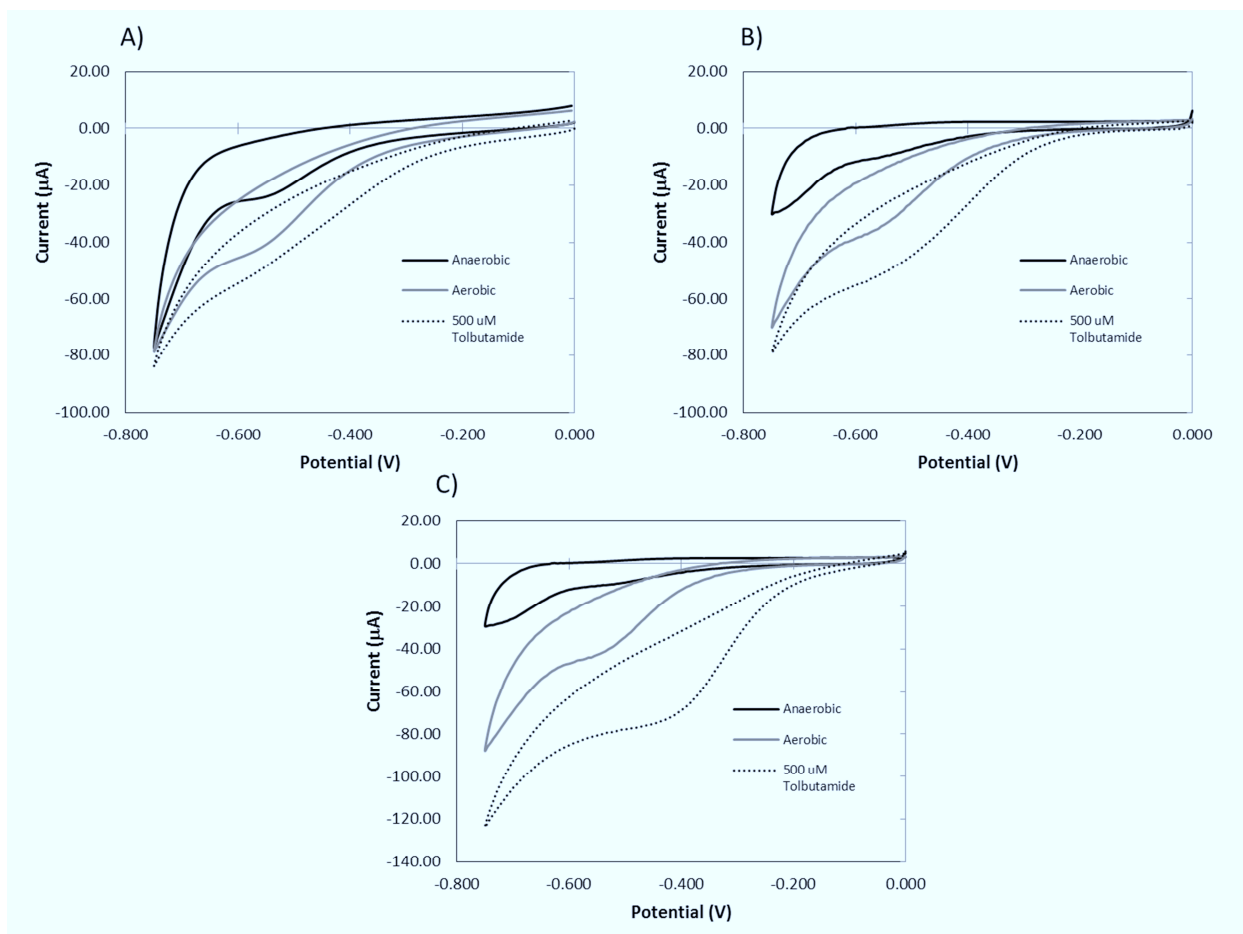 A)
20.00
0.00
-20.00
-40.00
-60.00
-80.00
-100.00
Current (µA)
-0.800 -0.600 -0.400 -0.200 0.000
Potential (V)
Anaerobic
Aerobic
500 uM
Tolbutamide
B)
20.00
0.00
-20.00
-40.00
-60.00
-80.00
-100.00
Current (µA)
-0.800 -0.600 -0.400 -0.200 0.000
Potential (V)
Anaerobic
Aerobic
500 uM
Tolbutamide
C)
20.00
0.00
-20.00
-40.00
-60.00
-80.00
-100.00
-120.00
-140.00
Current (µA)
-0.800 -0.600 -0.400 -0.200 0.000
Potential (V)
Anaerobic
Aerobic
500 uM
Tolbutamide